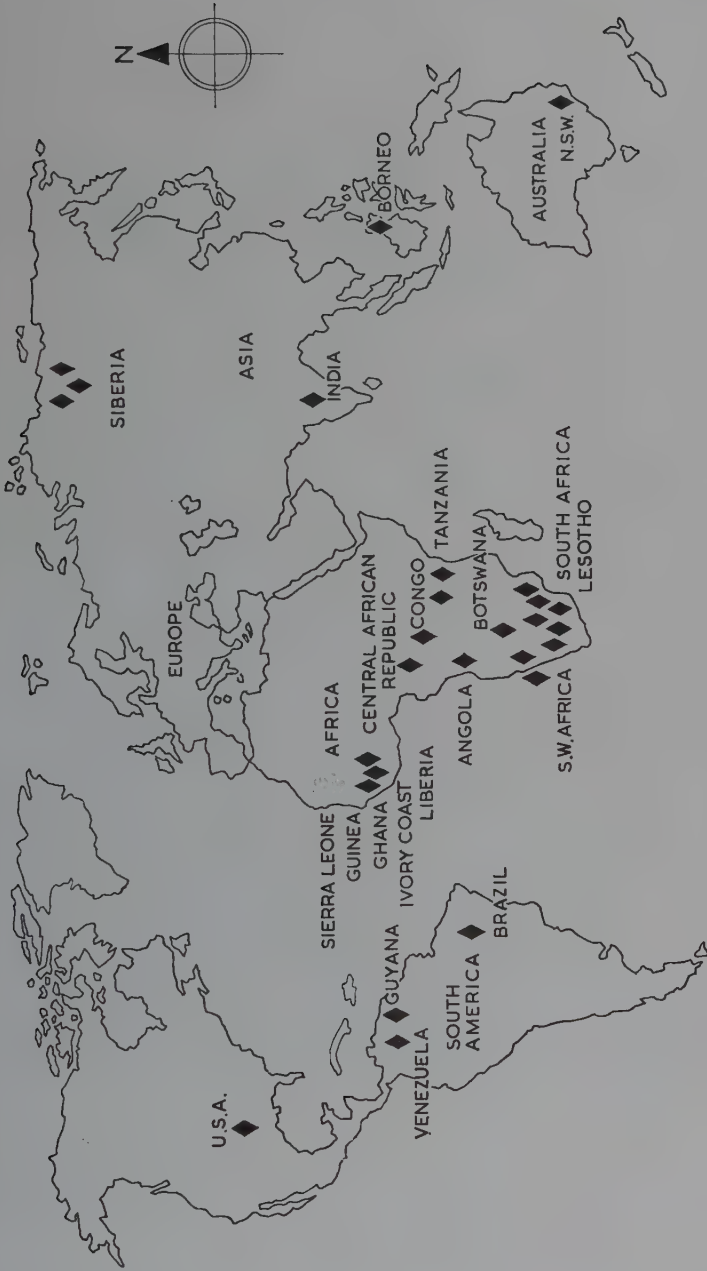 N
U.S.A.
VENEZUELA
GUYANA
SOUTH
AMERICA
BRAZIL
SIERRA LEONE
GUINEA
GHANA
IVORY COAST
LIBERIA
AFRICA
CENTRAL AFRICAN
REPUBLIC
CONGO
ANGOLA
TANZANIA
BOTSWANA
S.W. AFRICA
SOUTH AFRICA
LESOTHO
EUROPE
SIBERIA
ASIA
INDIA
BORNEO
AUSTRALIA
N.S.W.